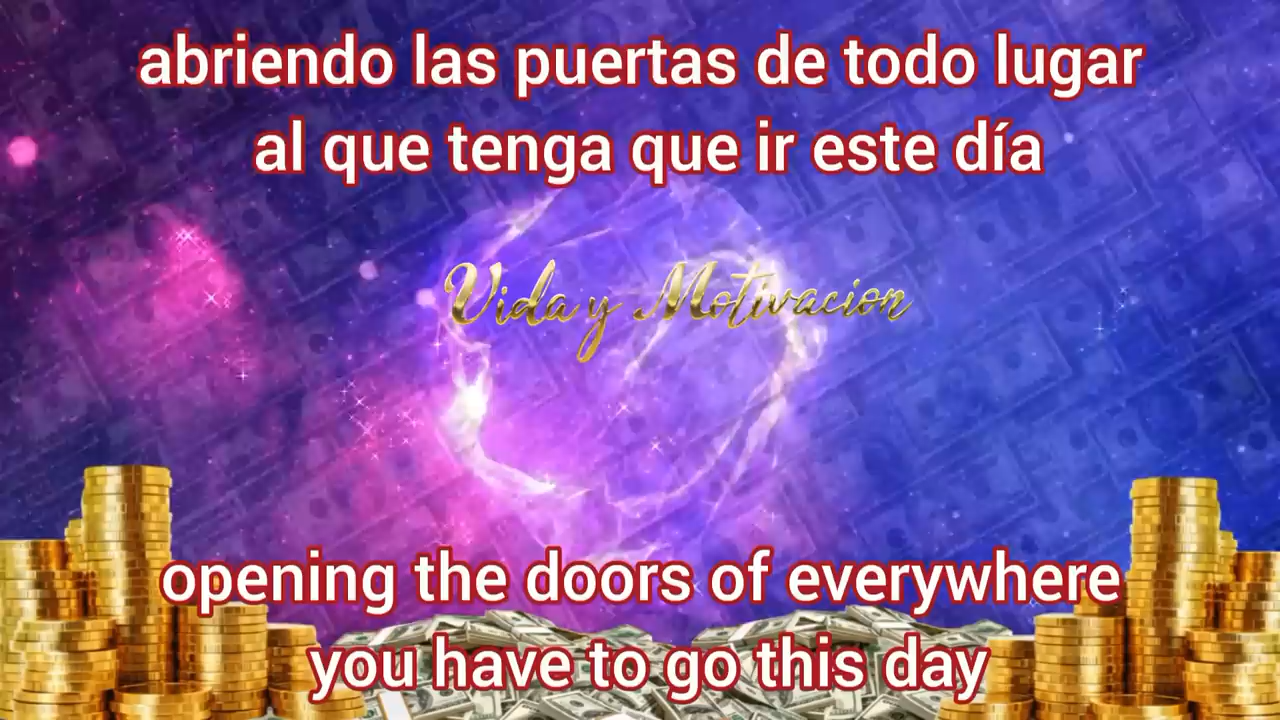 abriendo las puertas de todo lugar
al que tenga que ir este día
Vida y Motivacion
opening the doors of everywhere
you have to go this day